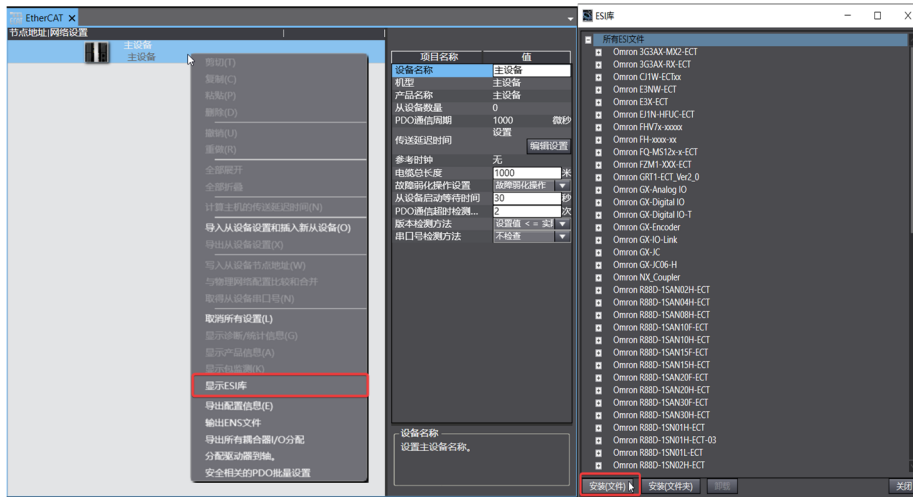 EtherCAT
节点地址|网络设置
主设备
主设备
剪切(T)
复制(C)
粘贴(P)
删除(D)
撤销(U)
重做(R)
全部展开
全部折叠
计算主机的传送延迟时间(N)
导入从设备设置和插入新从设备(O)
导出从设备设置(X)
写入从设备节点地址(W)
与物理网络配置比较和合并
取得从设备串口号(N)
取消所有设置(L)
显示诊断/统计信息(G)
显示产品信息(A)
显示包监测(K)
显示ESI库
导出配置信息(E)
输出ENS文件
导出所有耦合器I/O分配
分配驱动器到轴。
安全相关的PDO批量设置
项目名称 值
设备名称 主设备
机型 主设备
产品名称 主设备
从设备数量 0
PDO通信周期 1000 微秒
传送延迟时间 设置
编辑设置
参考时钟 无
电缆总长度 1000 米
故障弱化操作设置 故障弱化操作
从设备启动等待时间 30 秒
PDO通信超时检测... 2 次
版本检测方法 设置值 <= 实
串口号检测方法 不检查
设备名称
设置主设备名称。
ESI库
所有ESI文件
Omron 3G3AX-MX2-ECT
Omron 3G3AX-RX-ECT
Omron CJ1W-ECTxx
Omron E3NW-ECT
Omron E3X-ECT
Omron EJ1N-HFUC-ECT
Omron FHV7x-xxxxx
Omron FH-xxxx-xx
Omron FQ-MS12x-x-ECT
Omron FZM1-XXX-ECT
Omron GRT1-ECT_Ver2_0
Omron GX-Analog IO
Omron GX-Digital IO
Omron GX-Digital IO-T
Omron GX-Encoder
Omron GX-IO-Link
Omron GX-JC
Omron GX-JC06-H
Omron NX_Coupler
Omron R88D-1SAN02H-ECT
Omron R88D-1SAN04H-ECT
Omron R88D-1SAN08H-ECT
Omron R88D-1SAN10F-ECT
Omron R88D-1SAN10H-ECT
Omron R88D-1SAN15F-ECT
Omron R88D-1SAN15H-ECT
Omron R88D-1SAN20F-ECT
Omron R88D-1SAN20H-ECT
Omron R88D-1SAN30F-ECT
Omron R88D-1SAN30H-ECT
Omron R88D-1SN01H-ECT
Omron R88D-1SN01H-ECT-03
Omron R88D-1SN01L-ECT
Omron R88D-1SN02H-ECT
安装(文件) 安装(文件夹) 卸载 关闭